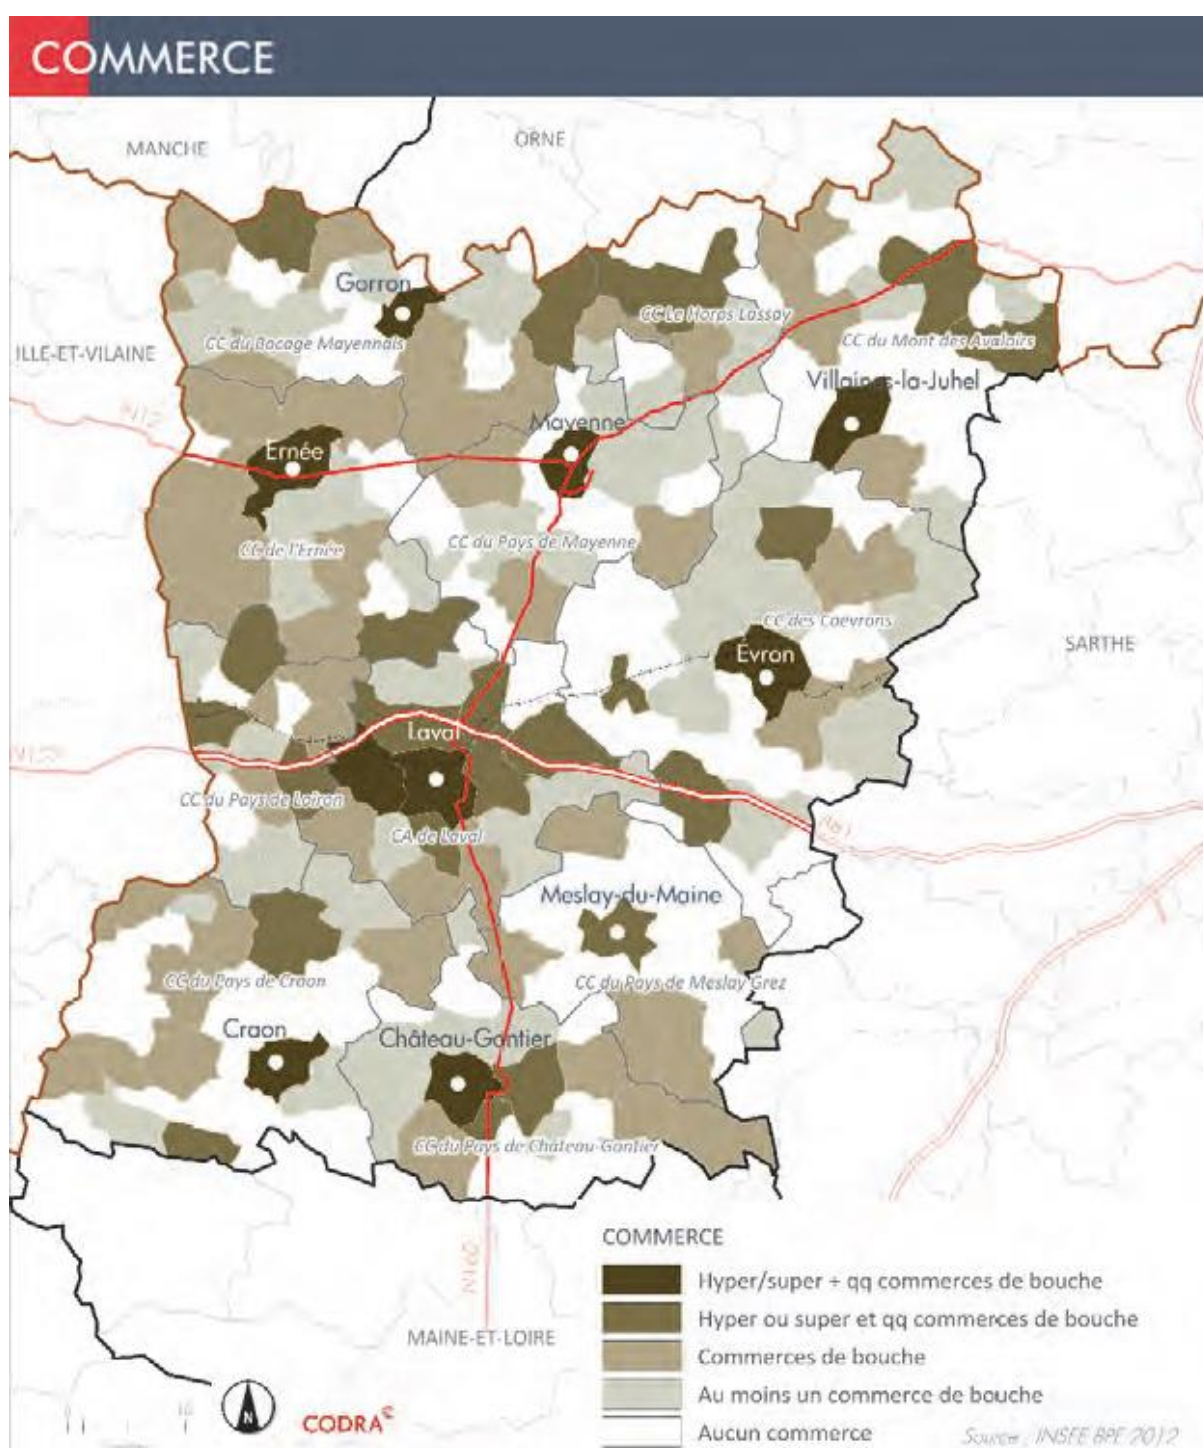 COMMERCE
MANCHE
ORNE
Gorron
CC Le Horps Lassay
CC du Bocage Mayennais
CC du Mont des Avaloirs
ILLE-ET-VILAINE
Villaines-la-Juhel
N12
Mayenne
Ernée
CC de l'Ernée
CC du Pays de Mayenne
CC des Coevrons
SARTHE
Évron
Laval
CC du Pays de Loiron
CA de Laval
A81
Meslay-du-Maine
CC du Pays de Craon
CC du Pays de Meslay Grez
Craon
Château-Gontier
CC du Pays de Château-Gontier
COMMERCE
Hyper/super + qq commerces de bouche
Hyper ou super et qq commerces de bouche
MAINE-ET-LOIRE
Commerces de bouche
Au moins un commerce de bouche
N
CODRA
Aucun commerce
Source : INSEE BPE 2012